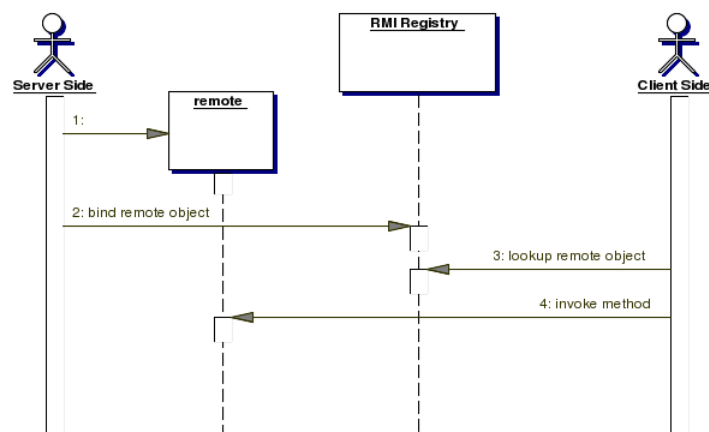 RMI Registry
Server Side
Client Side
remote
1:
2: bind remote object
3: lookup remote object
4: invoke method